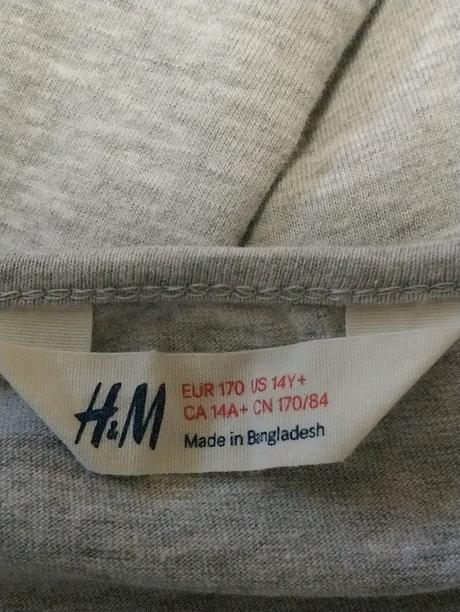 H&M
EUR 170 US 14Y+
CA 14A+ CN 170/84
Made in Bangladesh